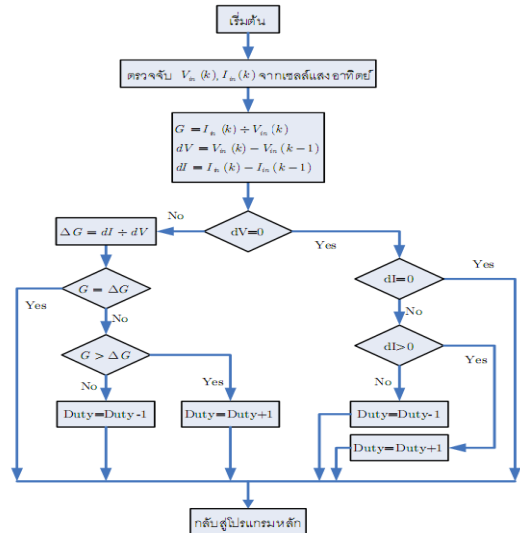 เริ่มต้น
ตรวจจับ V_in (k), I_in (k) จากเซลล์แสงอาทิตย์
G = I_in (k) ÷ V_in (k)
dV = V_in (k) − V_in (k − 1)
dI = I_in (k) − I_in (k − 1)
dV=0
No
Yes
ΔG = dI ÷ dV
dI=0
Yes
No
G = ΔG
Yes
No
dI>0
Yes
No
G > ΔG
Yes
No
Duty=Duty-1
Duty=Duty+1
Duty=Duty-1
Duty=Duty+1
กลับสู่โปรแกรมหลัก